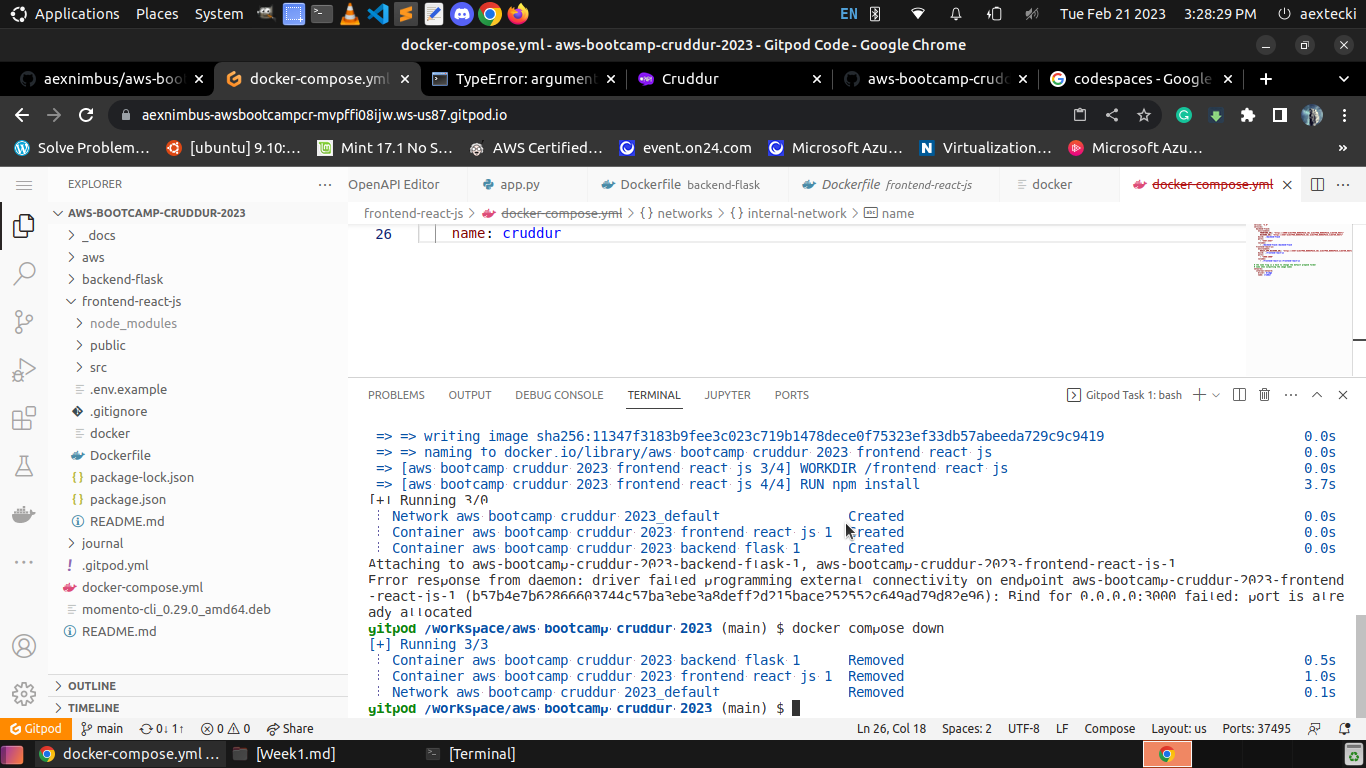 Applications Places System EN Tue Feb 21 2023 3:28:29 PM aextecki
docker-compose.yml - aws-bootcamp-cruddur-2023 - Gitpod Code - Google Chrome
aexnimbus/aws-boo docker-compose.yml TypeError: argument Cruddur aws-bootcamp-crud codespaces - Google
aexnimbus-awsbootcampcr-mvpffi08ijw.ws-us87.gitpod.io
Solve Problem... [ubuntu] 9.10:... Mint 17.1 No S... AWS Certified... event.on24.com Microsoft Azu... Virtualization... Microsoft Azu... »
EXPLORER
OpenAPI Editor app.py Dockerfile backend-flask Dockerfile frontend-react-js docker docker-compose.yml
AWS-BOOTCAMP-CRUDDUR-2023
_docs
aws
backend-flask
frontend-react-js
node_modules
public
src
.env.example
.gitignore
docker
Dockerfile
package-lock.json
package.json
README.md
journal
.gitpod.yml
docker-compose.yml
momento-cli_0.29.0_amd64.deb
README.md
OUTLINE
TIMELINE
frontend-react-js > docker-compose.yml > {} networks > {} internal-network > name
26 name: cruddur
PROBLEMS OUTPUT DEBUG CONSOLE TERMINAL JUPYTER PORTS Gitpod Task 1: bash
=> => writing image sha256:11347f3183b9fee3c023c719b1478dece0f75323ef33db57abeeda729c9c9419 0.0s
=> => naming to docker.io/library/aws bootcamp cruddur 2023 frontend react js 0.0s
=> [aws bootcamp cruddur 2023 frontend react js 3/4] WORKDIR /frontend react js 0.0s
=> [aws bootcamp cruddur 2023 frontend react js 4/4] RUN npm install 3.7s
[+] Running 3/0
Network aws bootcamp cruddur 2023_default Created 0.0s
Container aws bootcamp cruddur 2023 frontend react js 1 Created 0.0s
Container aws bootcamp cruddur 2023 backend flask 1 Created 0.0s
Attaching to aws-bootcamp-cruddur-2023-backend-flask-1, aws-bootcamp-cruddur-2023-frontend-react-js-1
Error response from daemon: driver failed programming external connectivity on endpoint aws-bootcamp-cruddur-2023-frontend
-react-js-1 (b57b4e7b62866603744c57ba3ebe3a8deff2d215bace252552c649ad79d82e96): Bind for 0.0.0.0:3000 failed: port is alre
ady allocated
gitpod /workspace/aws bootcamp cruddur 2023 (main) $ docker compose down
[+] Running 3/3
Container aws bootcamp cruddur 2023 backend flask 1 Removed 0.5s
Container aws bootcamp cruddur 2023 frontend react js 1 Removed 1.0s
Network aws bootcamp cruddur 2023_default Removed 0.1s
gitpod /workspace/aws bootcamp cruddur 2023 (main) $
Gitpod main 0↓ 1↑ 0 0 Share Ln 26, Col 18 Spaces: 2 UTF-8 LF Compose Layout: us Ports: 37495
docker-compose.yml ... [Week1.md] [Terminal]